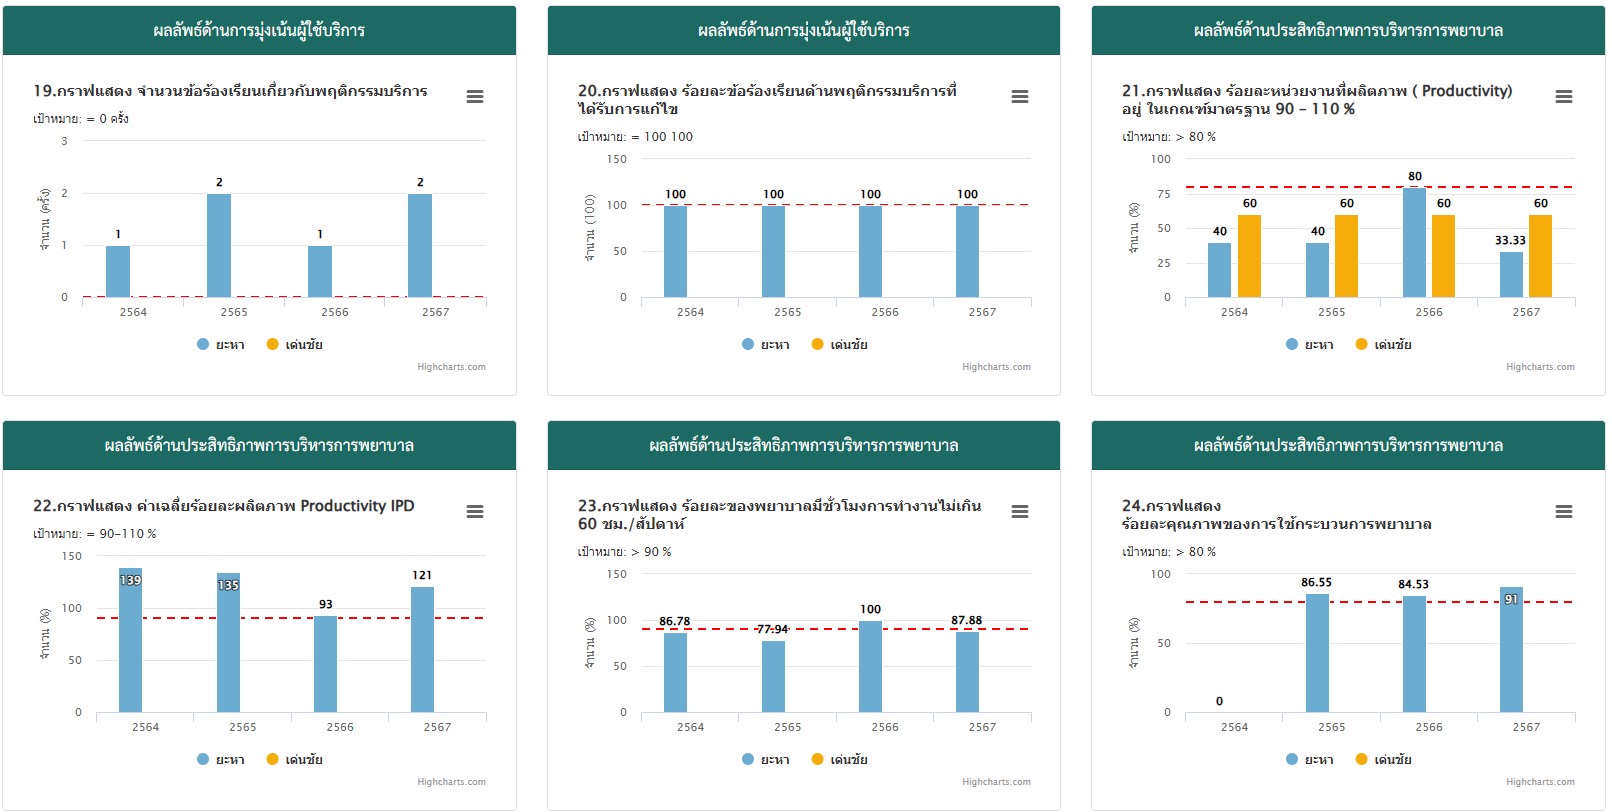 ผลลัพธ์ด้านการมุ่งเน้นผู้ใช้บริการ
19.กราฟแสดง จำนวนข้อร้องเรียนเกี่ยวกับพฤติกรรมบริการ
เป้าหมาย: = 0 ครั้ง
จำนวน (ครั้ง)
3
2
1
0
1
2
1
2
2564
2565
2566
2567
ยะหา
เด่นชัย
Highcharts.com
ผลลัพธ์ด้านการมุ่งเน้นผู้ใช้บริการ
20.กราฟแสดง ร้อยละข้อร้องเรียนด้านพฤติกรรมบริการที่
ได้รับการแก้ไข
เป้าหมาย: = 100 100
จำนวน (100)
150
100
50
0
100
100
100
100
2564
2565
2566
2567
ยะหา
เด่นชัย
Highcharts.com
ผลลัพธ์ด้านประสิทธิภาพการบริหารการพยาบาล
21.กราฟแสดง ร้อยละหน่วยงานที่ผลิตภาพ ( Productivity)
อยู่ ในเกณฑ์มาตรฐาน 90 - 110 %
เป้าหมาย: > 80 %
จำนวน (%)
100
75
50
25
0
40
60
40
60
80
60
33.33
60
2564
2565
2566
2567
ยะหา
เด่นชัย
Highcharts.com
ผลลัพธ์ด้านประสิทธิภาพการบริหารการพยาบาล
22.กราฟแสดง ค่าเฉลี่ยร้อยละผลิตภาพ Productivity IPD
เป้าหมาย: = 90-110 %
จำนวน (%)
150
100
50
0
139
135
93
121
2564
2565
2566
2567
ยะหา
เด่นชัย
Highcharts.com
ผลลัพธ์ด้านประสิทธิภาพการบริหารการพยาบาล
23.กราฟแสดง ร้อยละของพยาบาลมีชั่วโมงการทำงานไม่เกิน
60 ชม./สัปดาห์
เป้าหมาย: > 90 %
จำนวน (%)
150
100
50
0
86.78
77.94
100
87.88
2564
2565
2566
2567
ยะหา
เด่นชัย
Highcharts.com
ผลลัพธ์ด้านประสิทธิภาพการบริหารการพยาบาล
24.กราฟแสดง
ร้อยละคุณภาพของการใช้กระบวนการพยาบาล
เป้าหมาย: > 80 %
จำนวน (%)
100
50
0
0
86.55
84.53
91
2564
2565
2566
2567
ยะหา
เด่นชัย
Highcharts.com